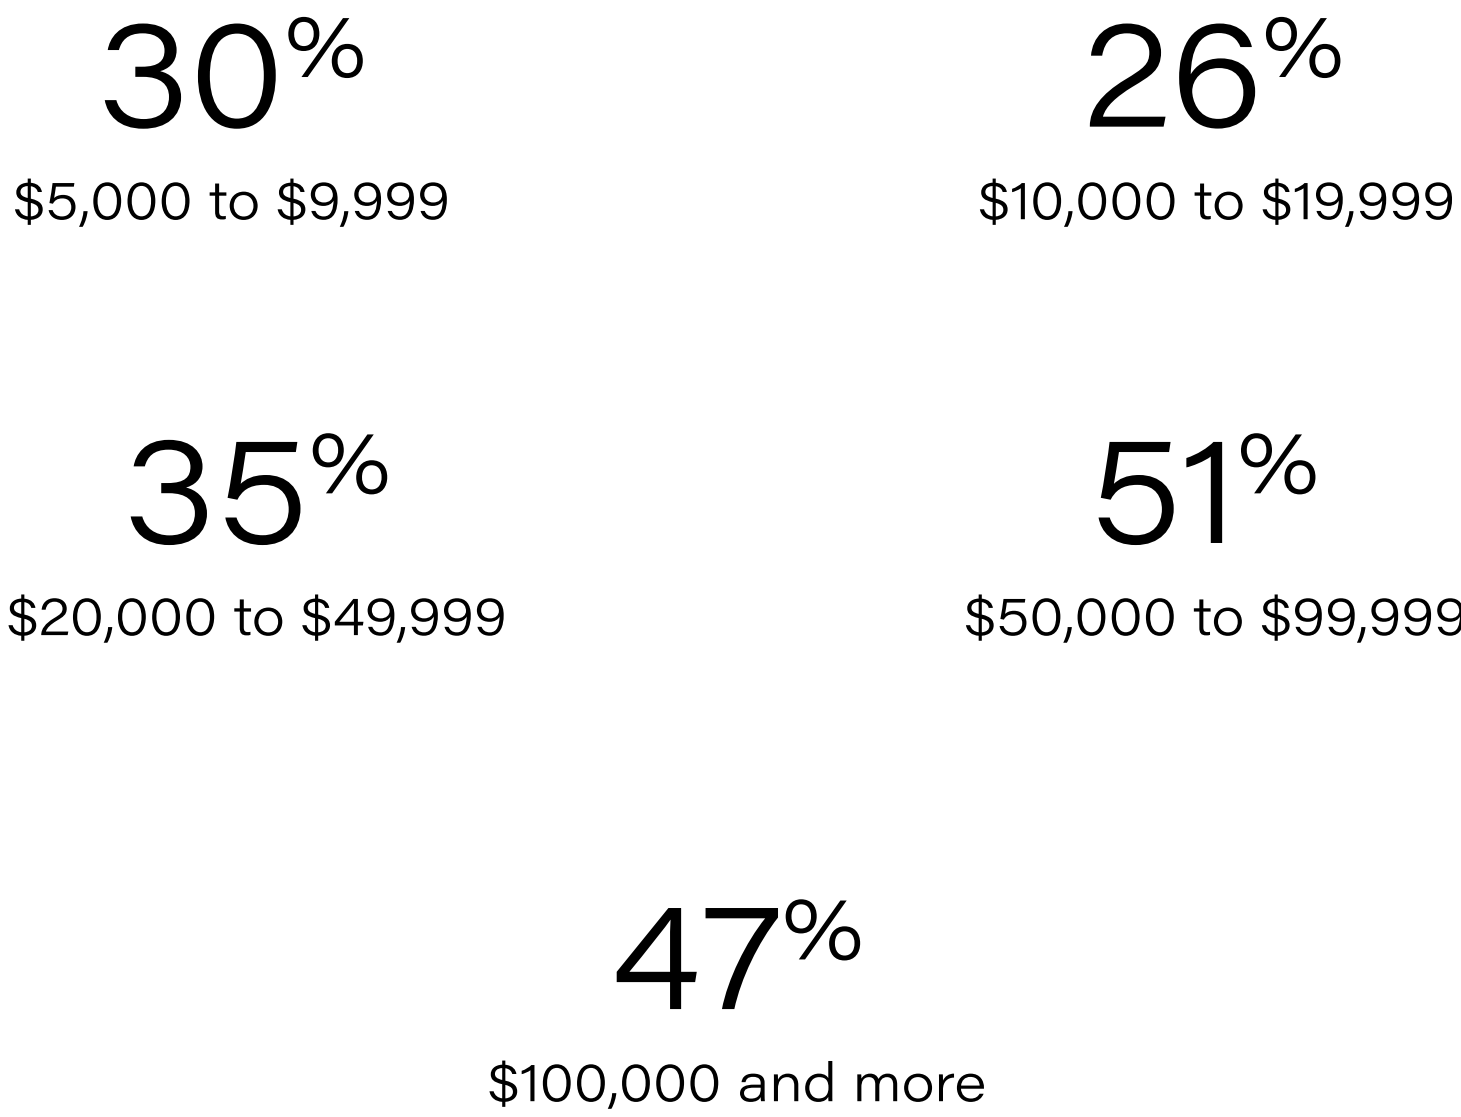 30%
$5,000 to $9,999
26%
$10,000 to $19,999
35%
$20,000 to $49,999
51%
$50,000 to $99,999
47%
$100,000 and more